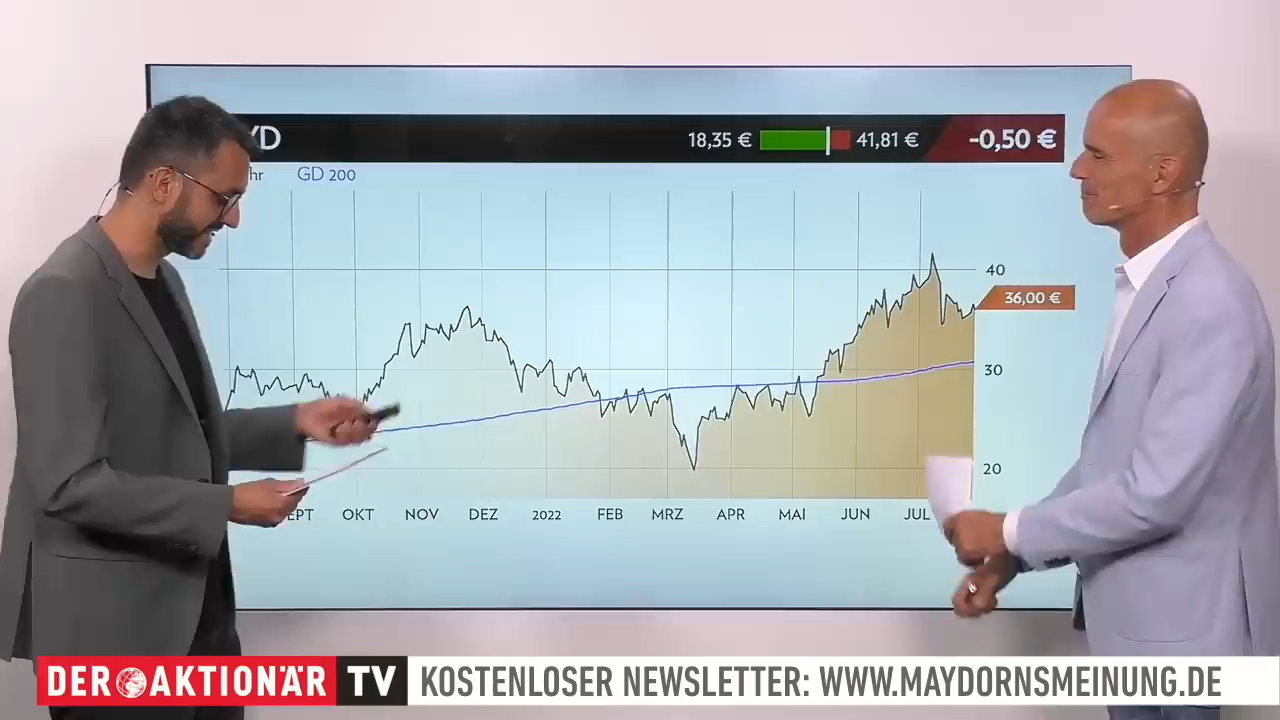 YD
18,35 €
41,81 €
-0,50 €
hr
GD 200
40
36,00 €
30
20
EPT OKT NOV DEZ 2022 FEB MRZ APR MAI JUN JUL
DER AKTIONÄR TV
KOSTENLOSER NEWSLETTER: WWW.MAYDORNSMEINUNG.DE